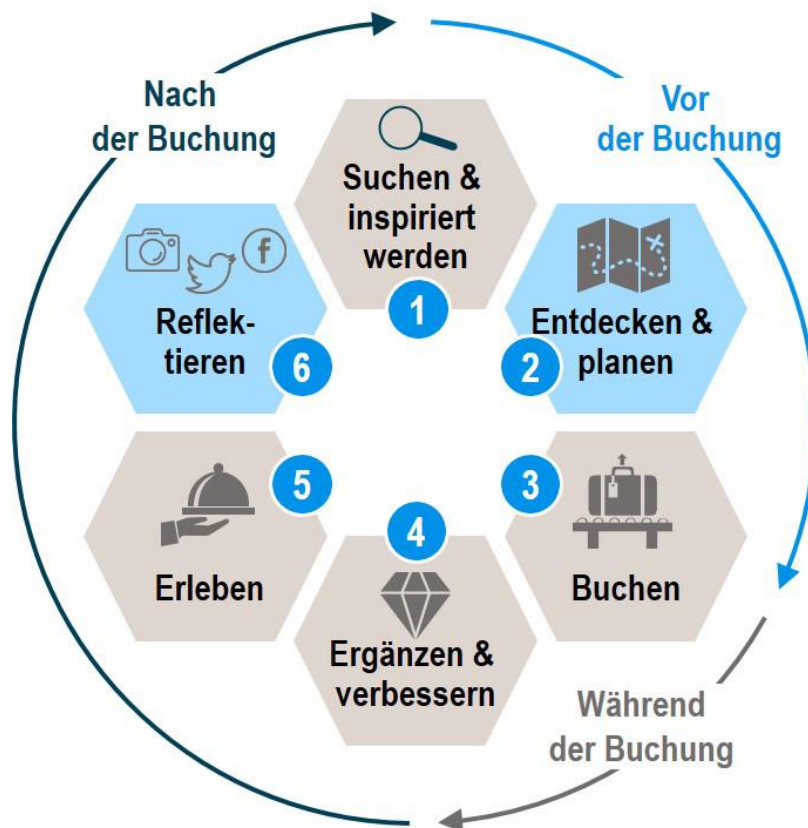 Nach
der Buchung
Vor
der Buchung
Suchen &
inspiriert
werden
1
Entdecken &
planen
2
Buchen
3
Ergänzen &
verbessern
4
Erleben
5
Reflek-
tieren
6
f
Während
der Buchung